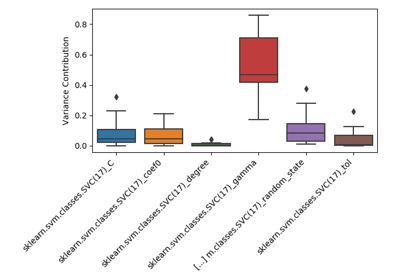 Variance Contribution
0.8
0.6
0.4
0.2
0.0
sklearn.svm.classes.SVC(17)_C
sklearn.svm.classes.SVC(17)_coef0
sklearn.svm.classes.SVC(17)_degree
sklearn.svm.classes.SVC(17)_gamma
[...] m.classes.SVC(17)_random_state
sklearn.svm.classes.SVC(17)_tol